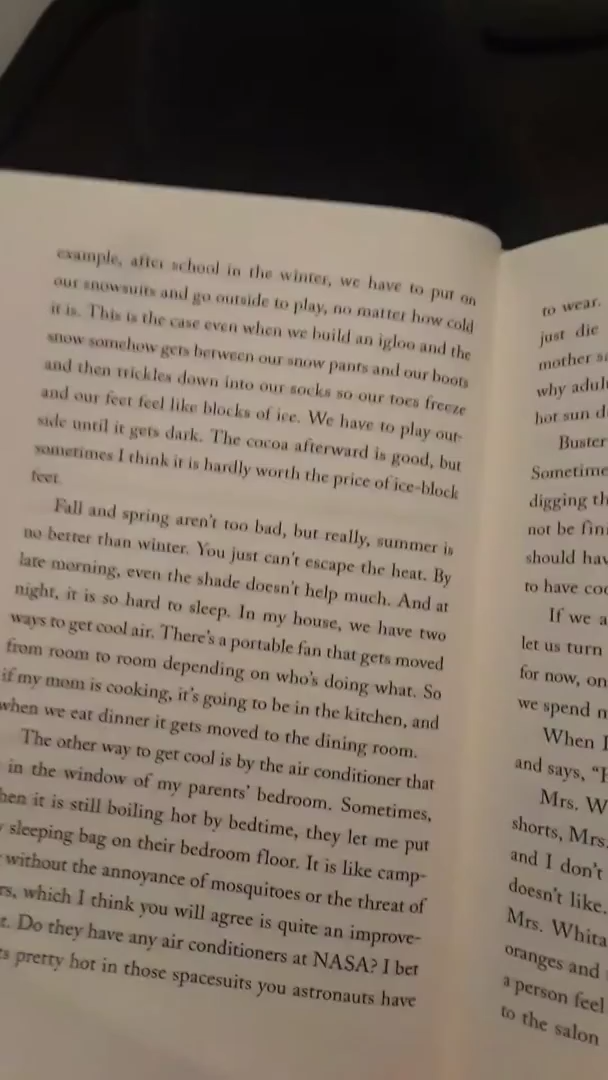 example, after school in the winter, we have to put on
our snowsuits and go outside to play, no matter how cold
it is. This is the case even when we build an igloo and the
snow somehow gets between our snow pants and our boots
and then trickles down into our socks so our toes freeze
and our feet feel like blocks of ice. We have to play out-
side until it gets dark. The cocoa afterward is good, but
sometimes I think it is hardly worth the price of ice-block
feet.
Fall and spring aren't too bad, but really, summer is
no better than winter. You just can't escape the heat. By
late morning, even the shade doesn't help much. And at
night, it is so hard to sleep. In my house, we have two
ways to get cool air. There's a portable fan that gets moved
from room to room depending on who's doing what. So
if my mom is cooking, it's going to be in the kitchen, and
when we eat dinner it gets moved to the dining room.
The other way to get cool is by the air conditioner that
in the window of my parents' bedroom. Sometimes,
hen it is still boiling hot by bedtime, they let me put
sleeping bag on their bedroom floor. It is like camp-
without the annoyance of mosquitoes or the threat of
rs, which I think you will agree is quite an improve-
t. Do they have any air conditioners at NASA? I bet
ts pretty hot in those spacesuits you astronauts have
to wear.
just die
mother s
why adul
hot sun d
Buster
Sometime
digging th
not be fin
should hav
to have coo
If we a
let us turn
for now, on
we spend n
When I
and says, "H
Mrs. W
shorts, Mrs.
and I don't
doesn't like.
Mrs. Whita
oranges and
a person feel
to the salon